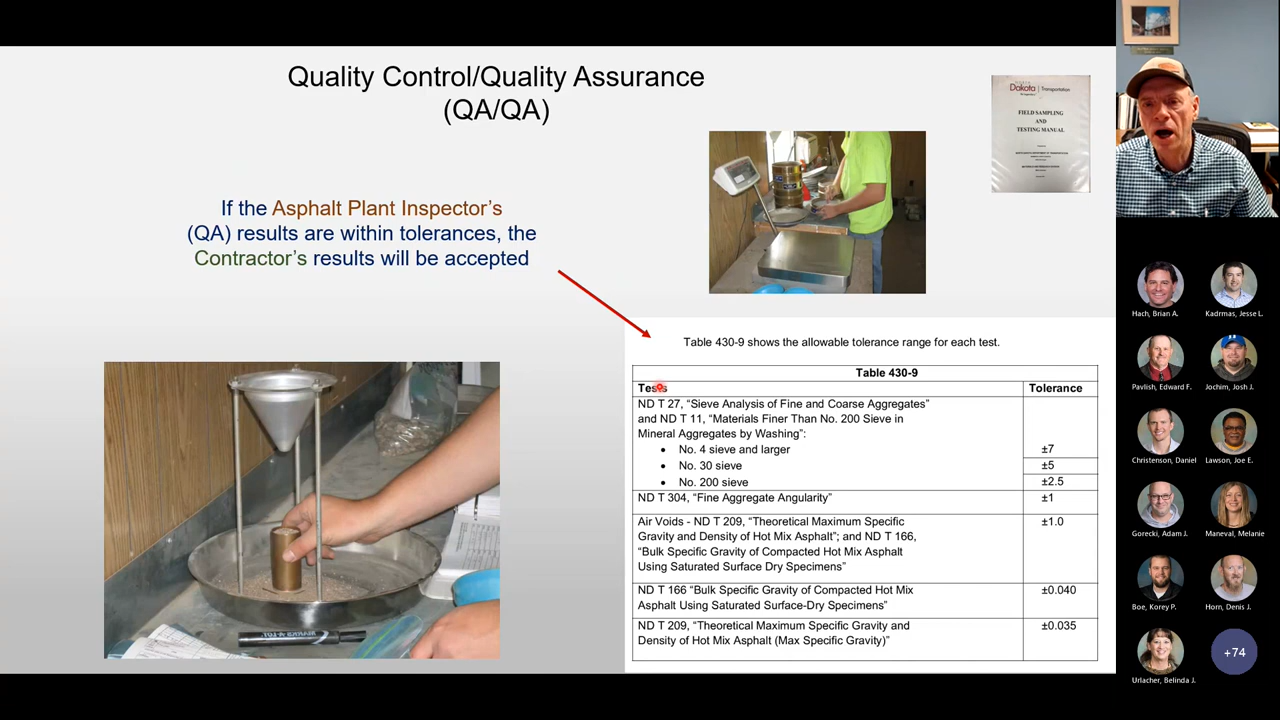 Quality Control/Quality Assurance
(QA/QA)
Dakota | Transportation
FIELD SAMPLING
AND
TESTING MANUAL
If the Asphalt Plant Inspector's
(QA) results are within tolerances, the
Contractor's results will be accepted
Table 430-9 shows the allowable tolerance range for each test.
Table 430-9
Tests Tolerance
ND T 27, “Sieve Analysis of Fine and Coarse Aggregates”
and ND T 11, “Materials Finer Than No. 200 Sieve in
Mineral Aggregates by Washing”:
• No. 4 sieve and larger ±7
• No. 30 sieve ±5
• No. 200 sieve ±2.5
ND T 304, “Fine Aggregate Angularity” ±1
Air Voids - ND T 209, “Theoretical Maximum Specific ±1.0
Gravity and Density of Hot Mix Asphalt”; and ND T 166,
“Bulk Specific Gravity of Compacted Hot Mix Asphalt
Using Saturated Surface Dry Specimens”
ND T 166 “Bulk Specific Gravity of Compacted Hot Mix ±0.040
Asphalt Using Saturated Surface-Dry Specimens”
ND T 209, “Theoretical Maximum Specific Gravity and ±0.035
Density of Hot Mix Asphalt (Max Specific Gravity)”
MARKS-A-LOT
Hach, Brian A.
Kadrmas, Jesse L.
Pavlish, Edward F.
Jochim, Josh J.
Christenson, Daniel
Lawson, Joe E.
Gorecki, Adam J.
Maneval, Melanie
Boe, Korey P.
Horn, Denis J.
Urlacher, Belinda J.
+74